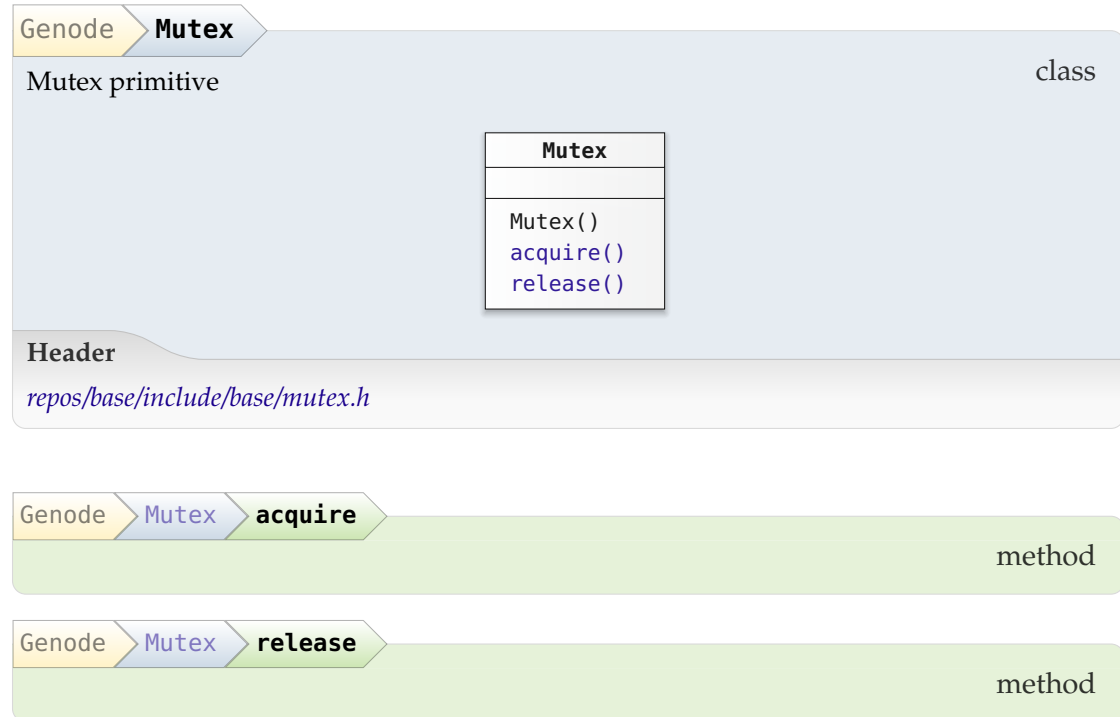 Genode Mutex
class
Mutex primitive
Mutex
Mutex()
acquire()
release()
Header
repos/base/include/base/mutex.h
Genode Mutex acquire
method
Genode Mutex release
method